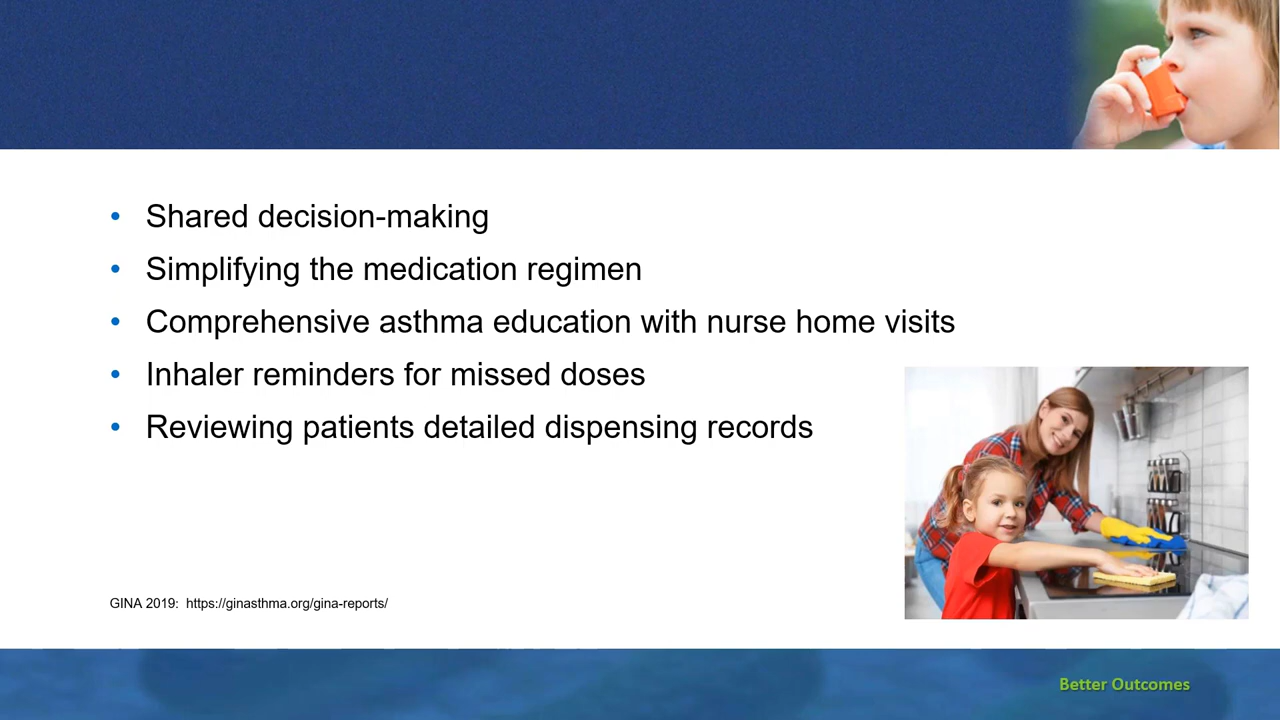 • Shared decision-making
• Simplifying the medication regimen
• Comprehensive asthma education with nurse home visits
• Inhaler reminders for missed doses
• Reviewing patients detailed dispensing records
GINA 2019: https://ginasthma.org/gina-reports/
Better Outcomes